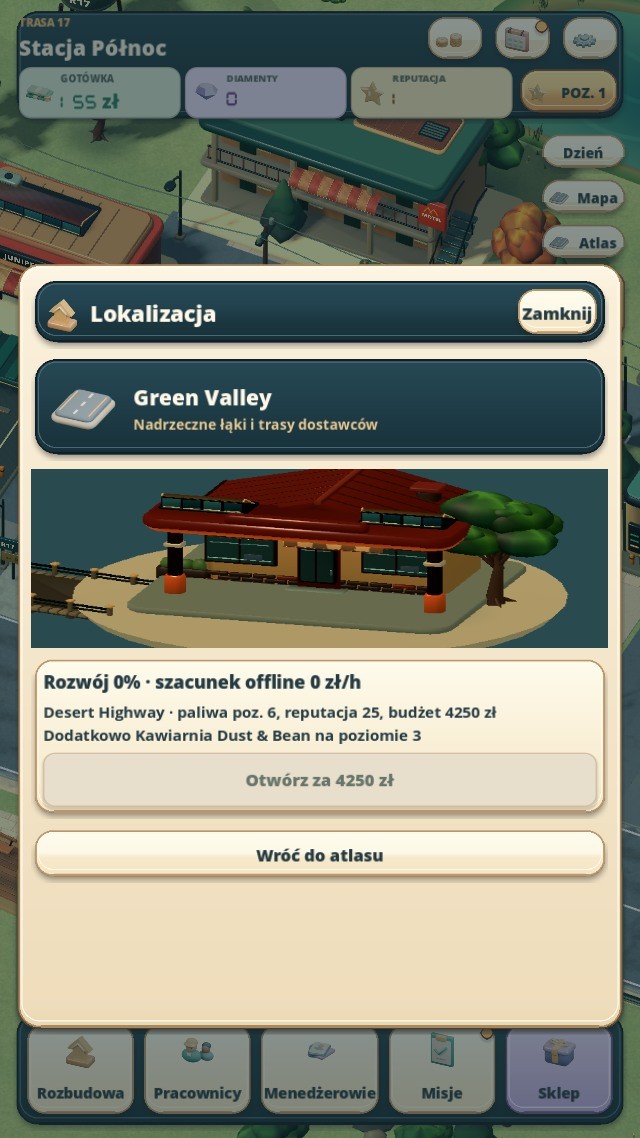 TRASA 17
Stacja Północ
GOTÓWKA
155 zł
DIAMENTY
0
REPUTACJA
1
POZ. 1
Dzień
Mapa
Atlas
MOTEL
Lokalizacja
Zamknij
Green Valley
Nadrzeczne łąki i trasy dostawców
Rozwój 0% · szacunek offline 0 zł/h
Desert Highway · paliwa poz. 6, reputacja 25, budżet 4250 zł
Dodatkowo Kawiarnia Dust & Bean na poziomie 3
Otwórz za 4250 zł
Wróć do atlasu
Rozbudowa
Pracownicy
Menedżerowie
Misje
Sklep